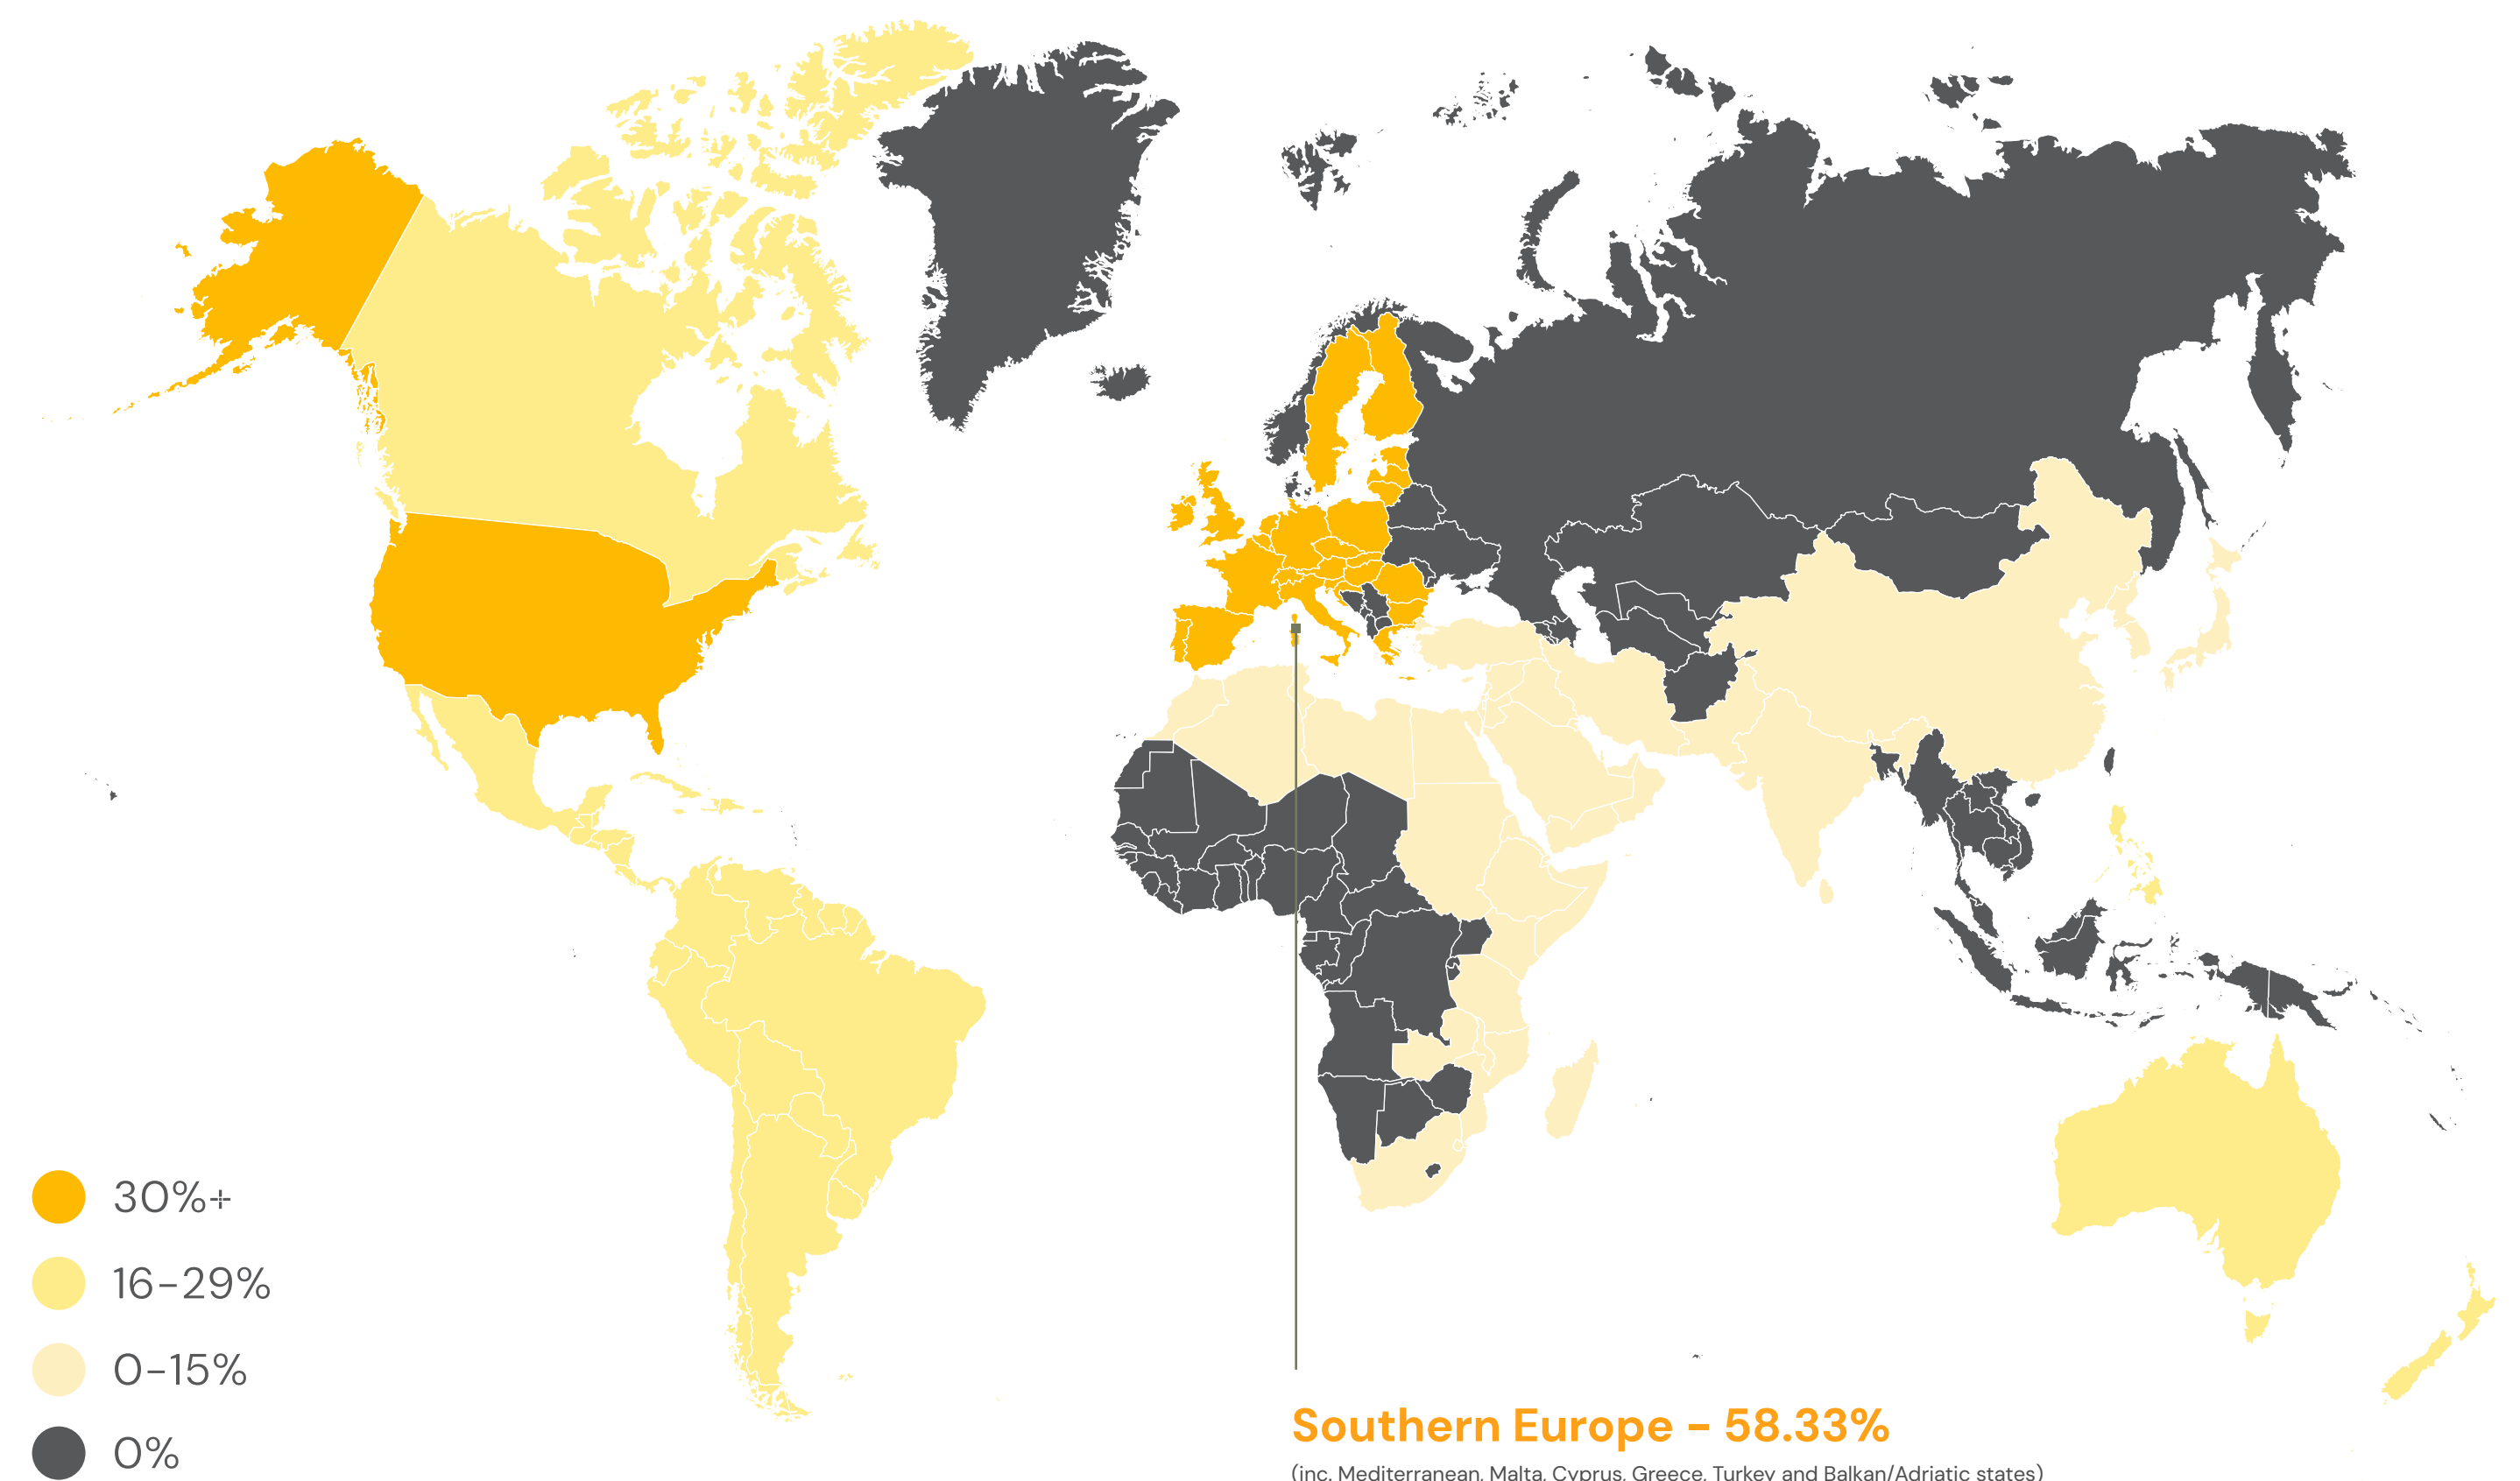 30%+
16-29%
0-15%
0%
Southern Europe - 58.33%
(inc. Mediterranean, Malta, Cyprus, Greece, Turkey and Balkan/Adriatic states)